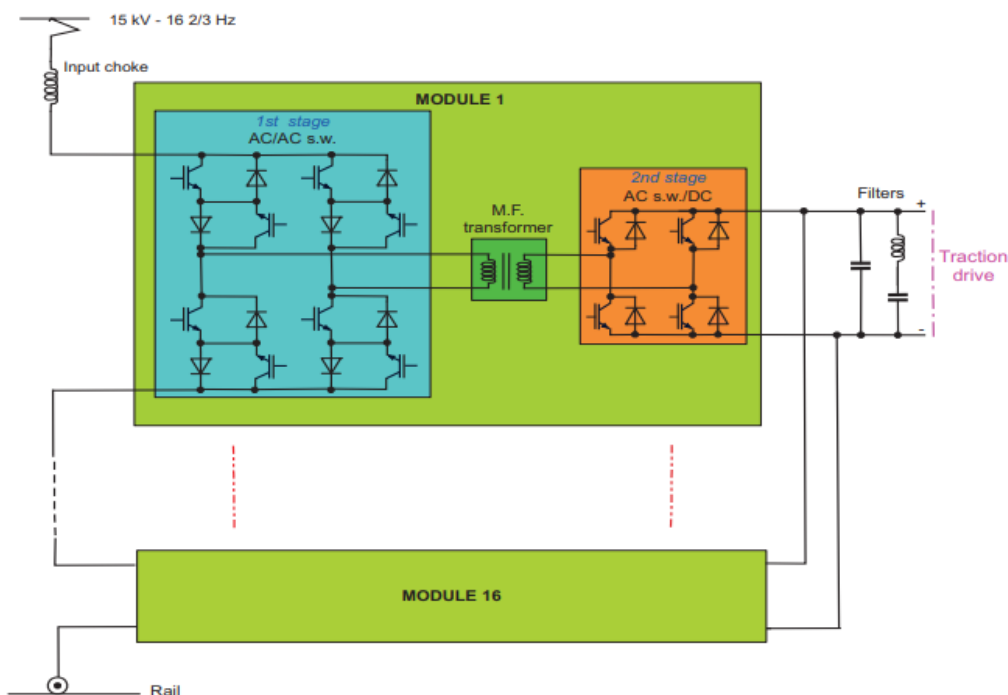 15 kV - 16 2/3 Hz
Input choke
MODULE 1
1st stage
AC/AC s.w.
2nd stage
AC s.w./DC
M.F.
transformer
Filters
+
Traction
drive
-
MODULE 16
Rail